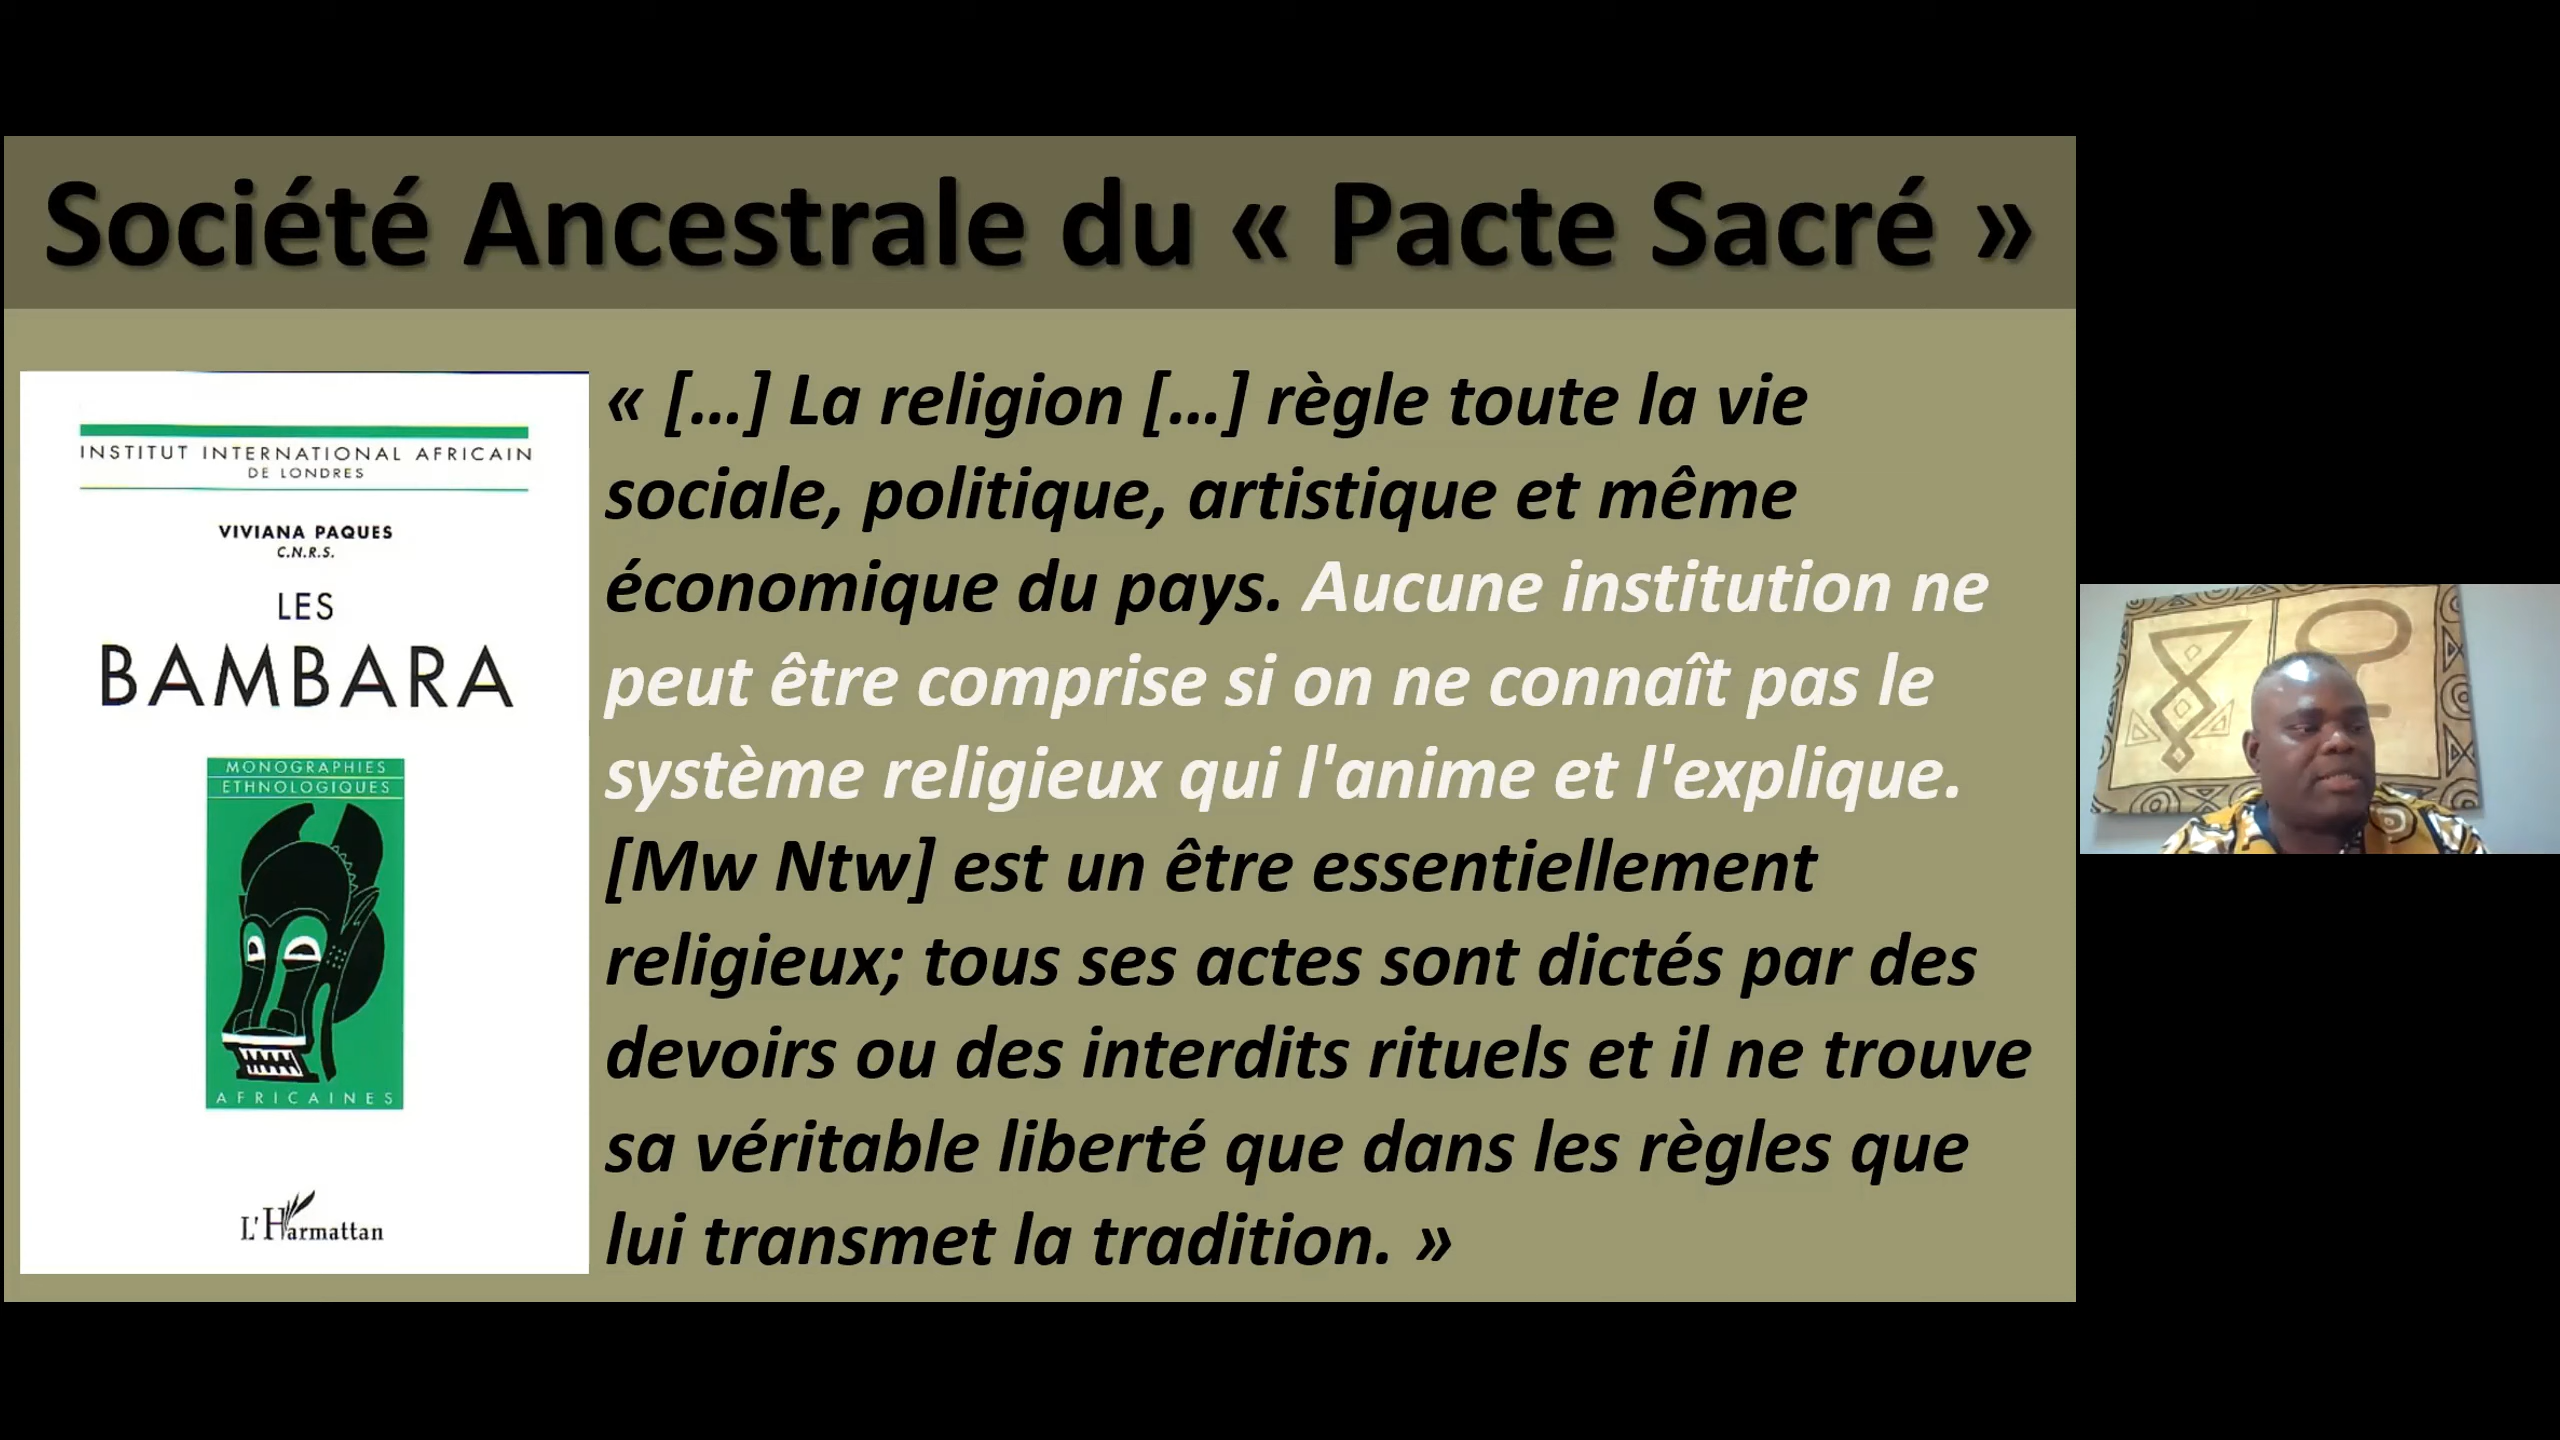 Société Ancestrale du « Pacte Sacré »
INSTITUT INTERNATIONAL AFRICAIN
DE LONDRES
VIVIANA PAQUES
C.N.R.S.
LES
BAMBARA
MONOGRAPHIES
ETHNOLOGIQUES
AFRICAINES
L'Harmattan
« [...] La religion [...] règle toute la vie
sociale, politique, artistique et même
économique du pays. Aucune institution ne
peut être comprise si on ne connaît pas le
système religieux qui l'anime et l'explique.
[Mw Ntw] est un être essentiellement
religieux; tous ses actes sont dictés par des
devoirs ou des interdits rituels et il ne trouve
sa véritable liberté que dans les règles que
lui transmet la tradition. »